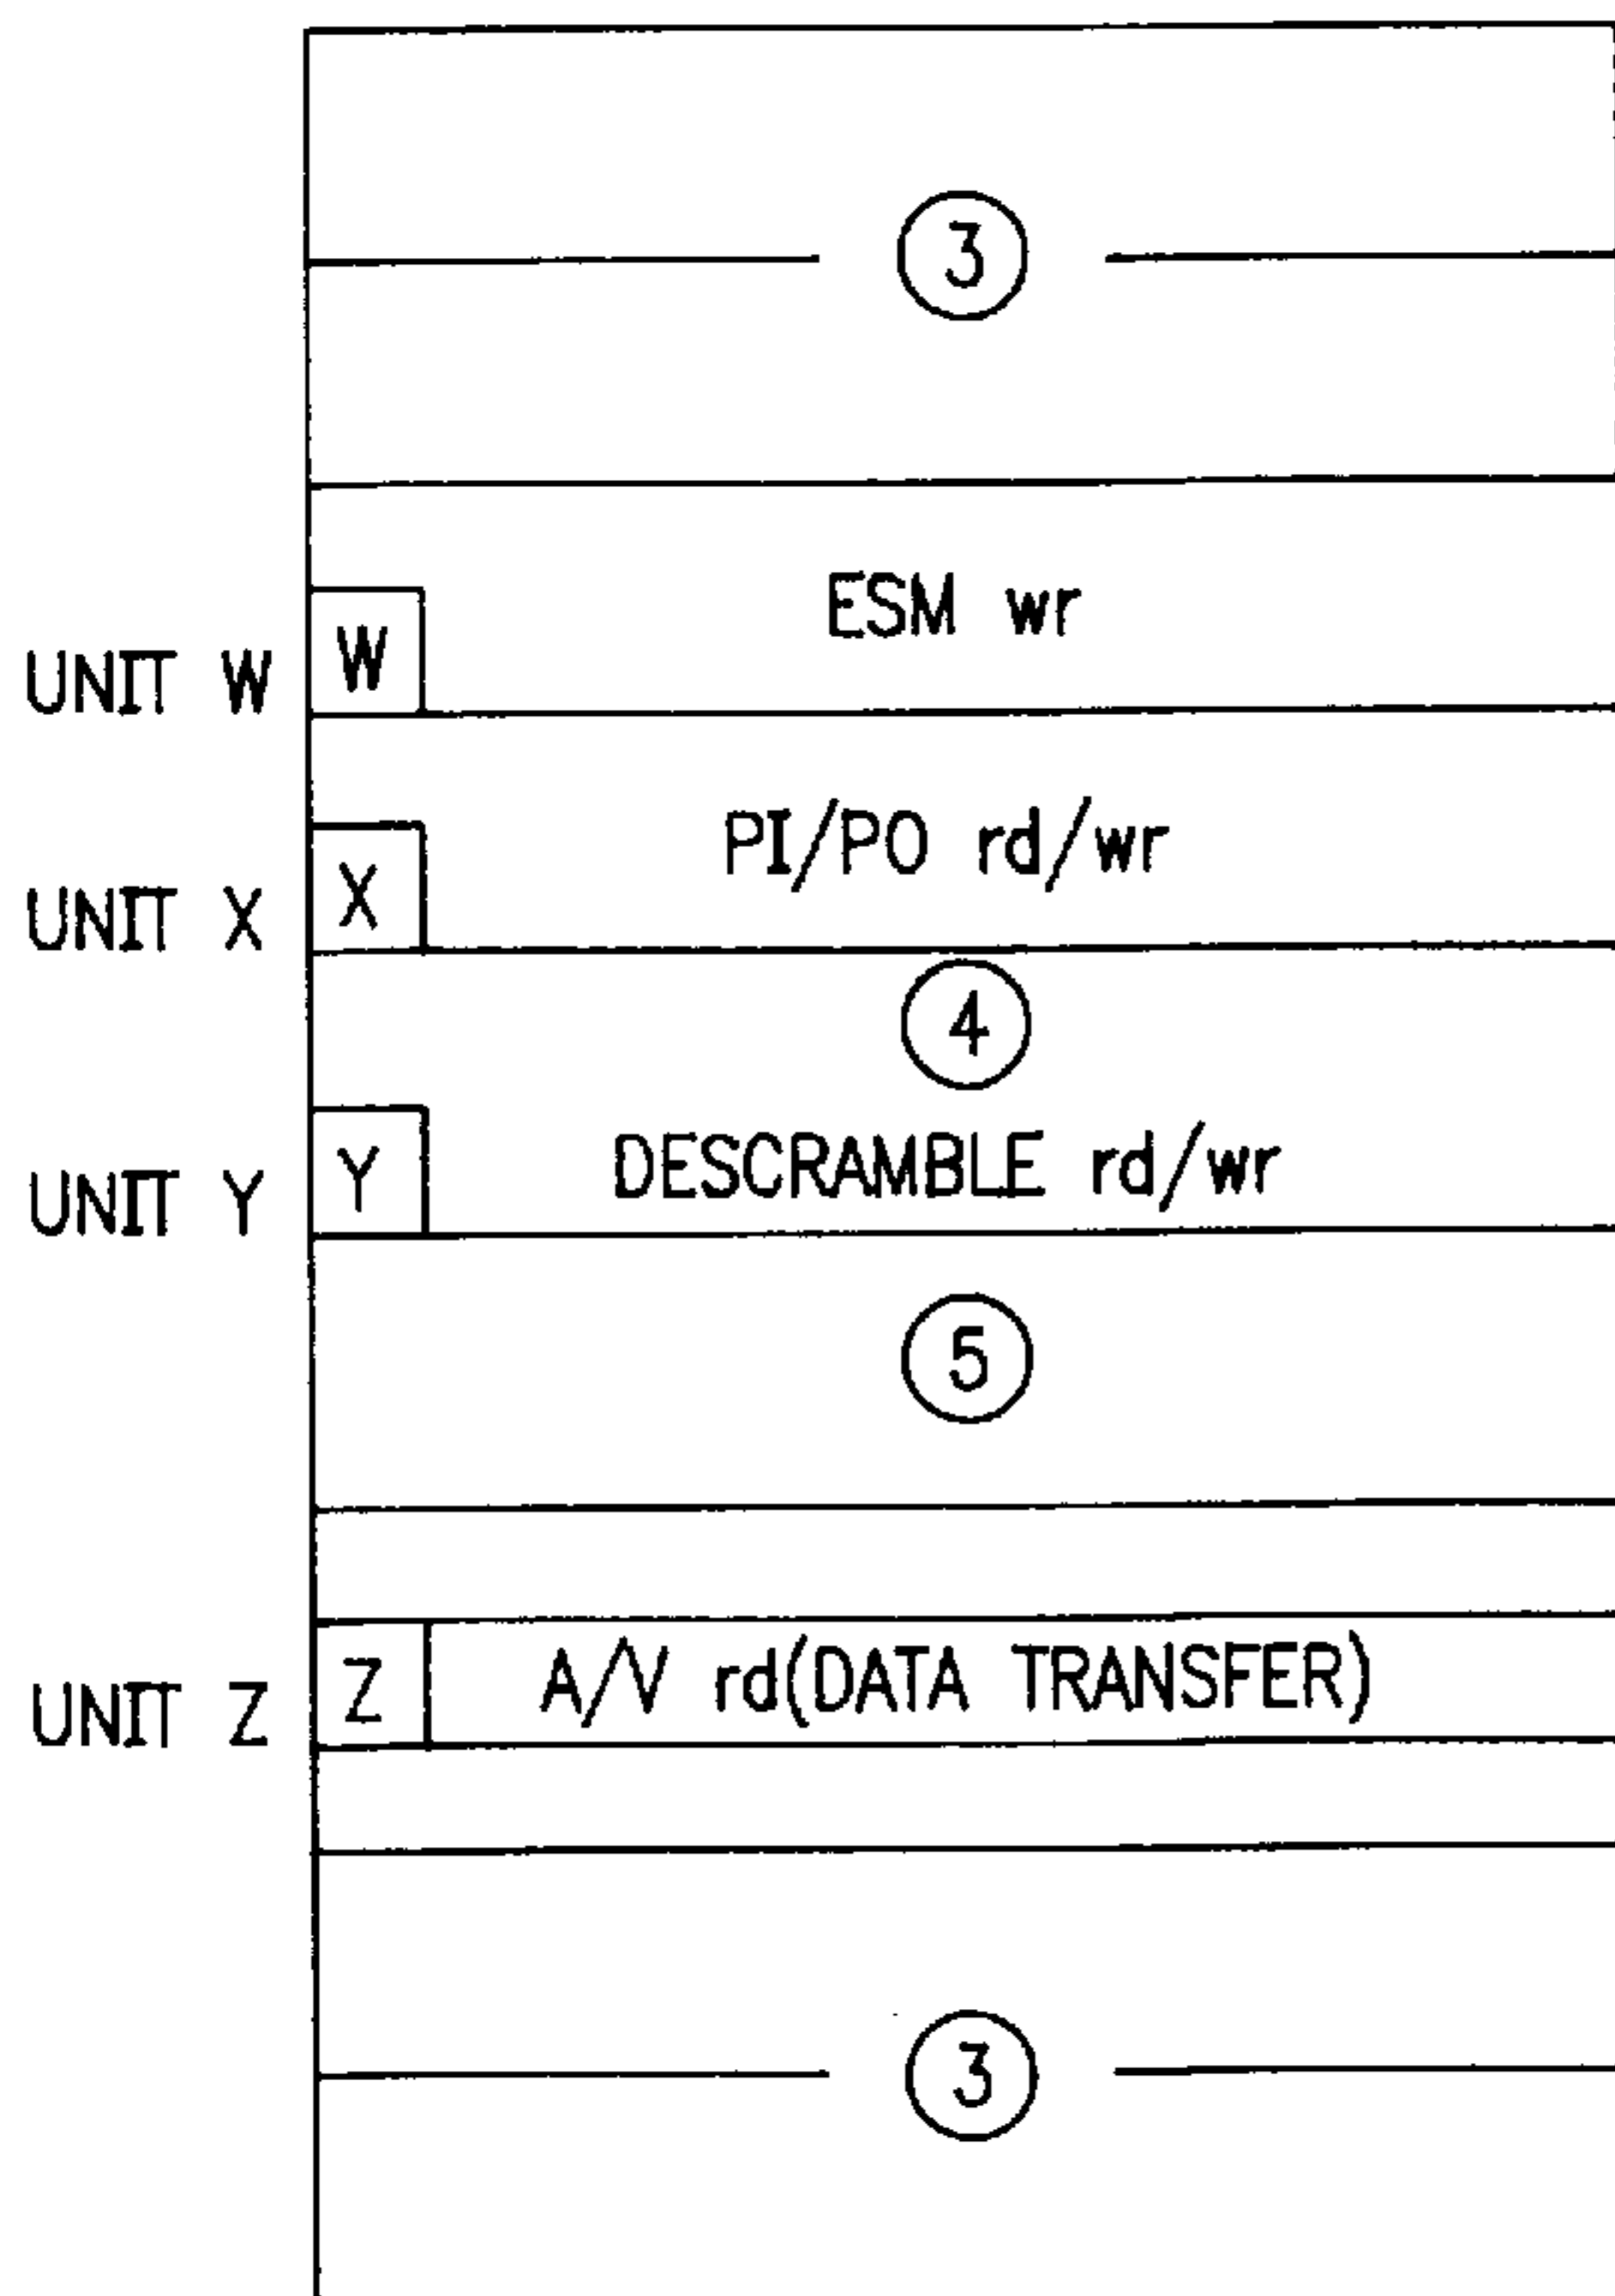 ③
ESM wr
UNIT W W
PI/PO rd/wr
UNIT X X
④
UNIT Y Y DESCRAMBLE rd/wr
⑤
UNIT Z Z A/V rd(DATA TRANSFER)
③